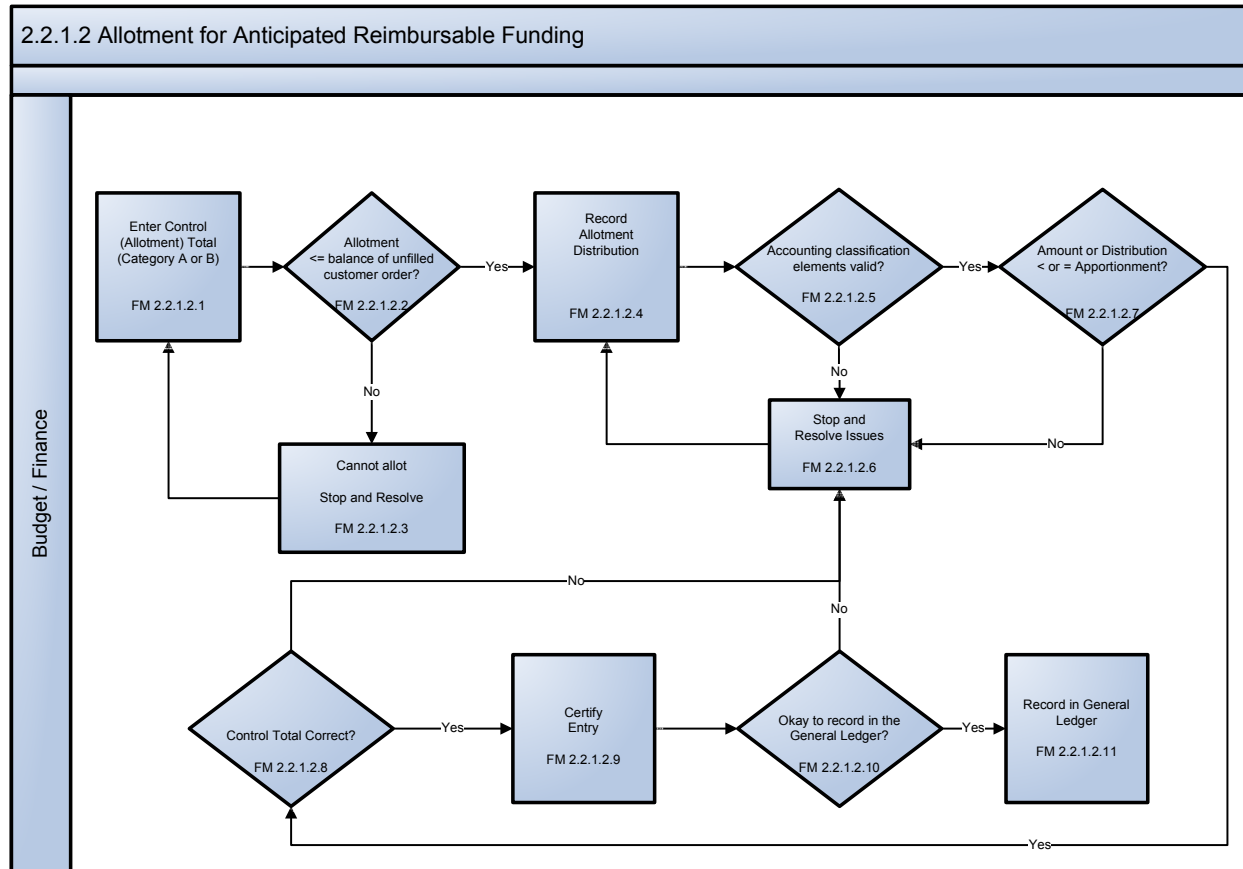 2.2.1.2 Allotment for Anticipated Reimbursable Funding
Budget / Finance
Enter Control
(Allotment) Total
(Category A or B)
FM 2.2.1.2.1
Allotment
<= balance of unfilled
customer order?
FM 2.2.1.2.2
Yes
No
Cannot allot
Stop and Resolve
FM 2.2.1.2.3
Record
Allotment
Distribution
FM 2.2.1.2.4
Accounting classification
elements valid?
FM 2.2.1.2.5
Yes
No
Amount or Distribution
< or = Apportionment?
FM 2.2.1.2.7
No
Stop and
Resolve Issues
FM 2.2.1.2.6
No
No
Control Total Correct?
FM 2.2.1.2.8
Yes
Certify
Entry
FM 2.2.1.2.9
Okay to record in the
General Ledger?
FM 2.2.1.2.10
Yes
Record in General
Ledger
FM 2.2.1.2.11
Yes